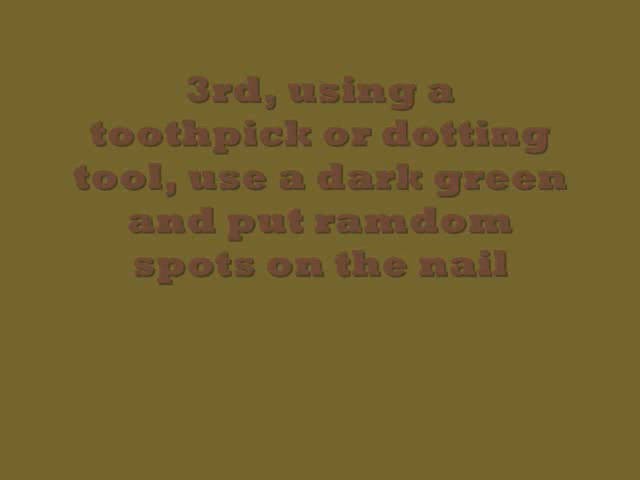 3rd, using a
toothpick or dotting
tool, use a dark green
and put ramdom
spots on the nail